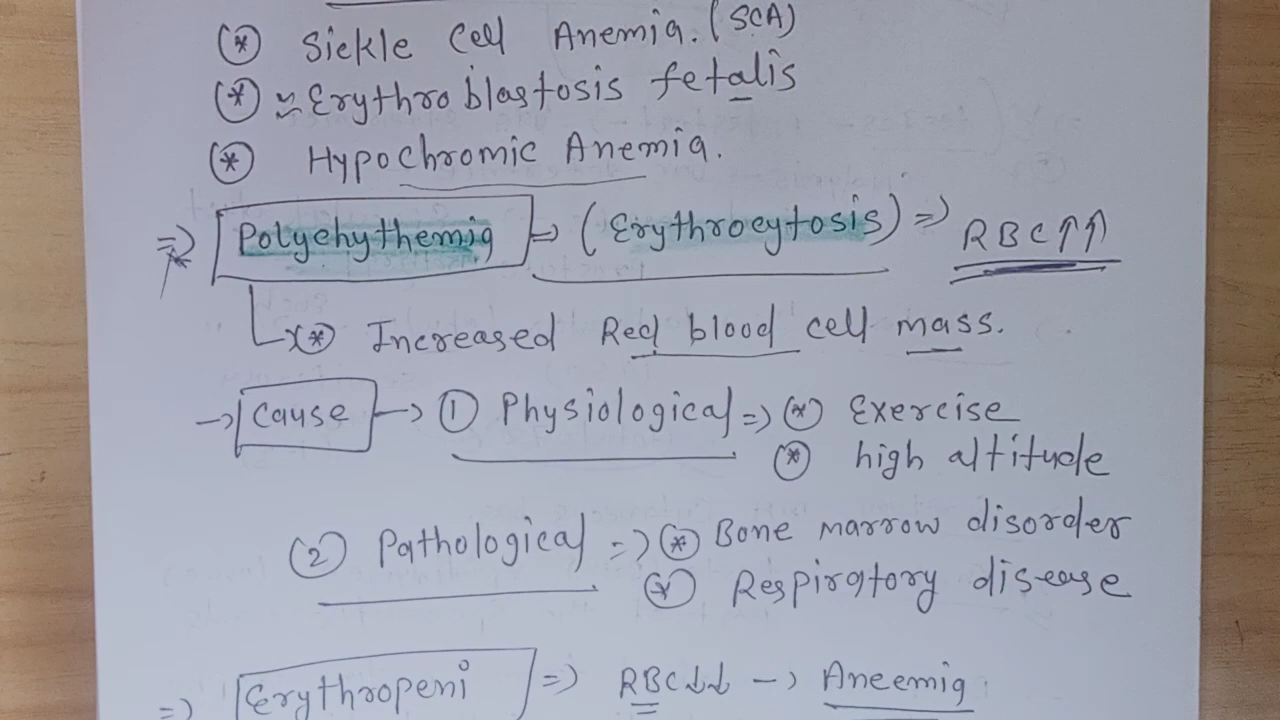 (*) Sickle Cell Anemia. (SCA)
(*) Erythroblastosis fetalis
(*) Hypochromic Anemia.
=> Polychythemia -> (Erythrocytosis) => RBC↑↑
(*) Increased Red blood cell mass.
-> Cause -> ① Physiological => (*) Exercise
(*) high altitude
② Pathological => (*) Bone marrow disorder
(*) Respiratory disease
=> Erythropeni => RBC↓↓ -> Aneemia